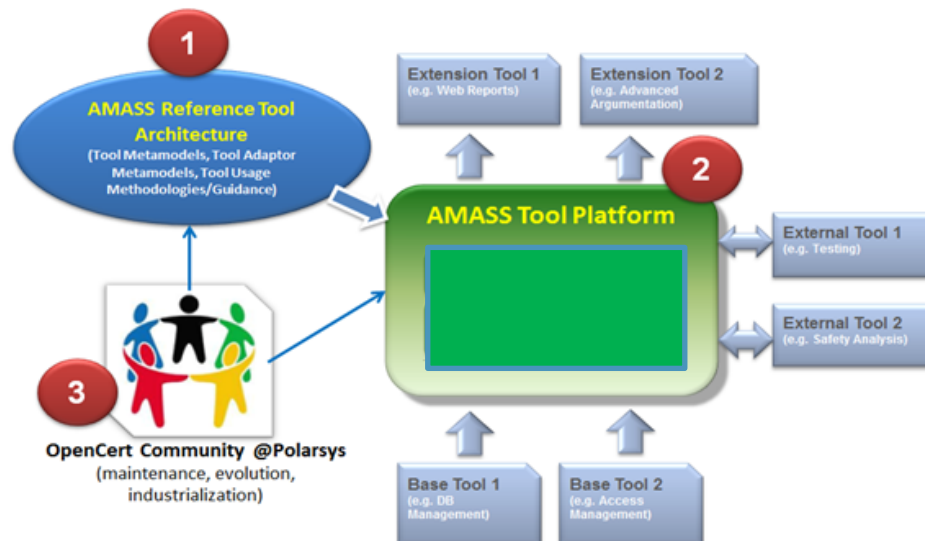 1
AMASS Reference Tool
Architecture
(Tool Metamodels, Tool Adaptor
Metamodels, Tool Usage
Methodologies/Guidance)
Extension Tool 1
(e.g. Web Reports)
Extension Tool 2
(e.g. Advanced
Argumentation)
2
AMASS Tool Platform
External Tool 1
(e.g. Testing)
External Tool 2
(e.g. Safety Analysis)
3
OpenCert Community @Polarsys
(maintenance, evolution,
industrialization)
Base Tool 1
(e.g. DB
Management)
Base Tool 2
(e.g. Access
Management)